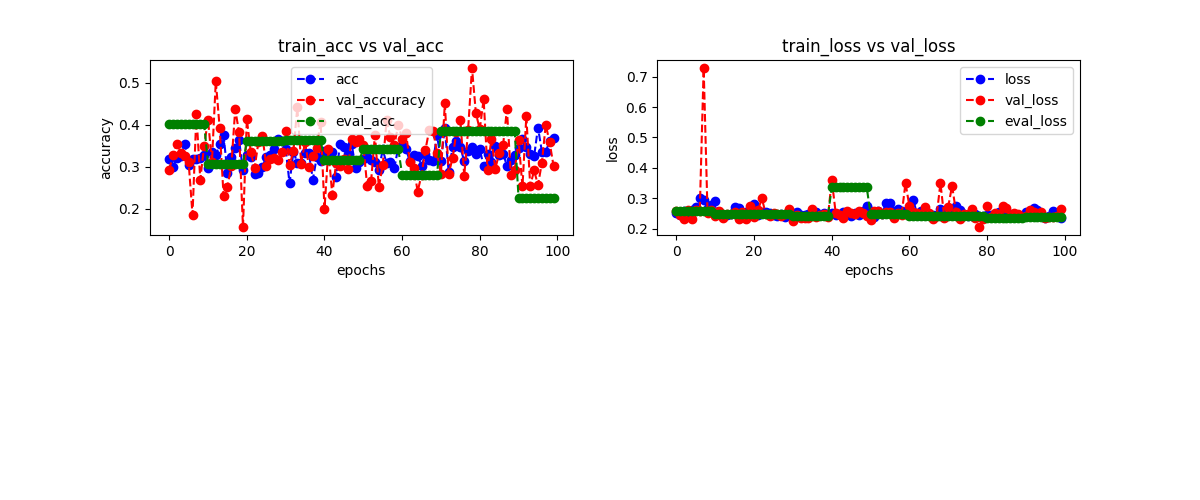 train_acc vs val_acc
accuracy
0.5
0.4
0.3
0.2
acc
val_accuracy
eval_acc
0
20
40
60
80
100
epochs
train_loss vs val_loss
loss
0.7
0.6
0.5
0.4
0.3
0.2
loss
val_loss
eval_loss
0
20
40
60
80
100
epochs